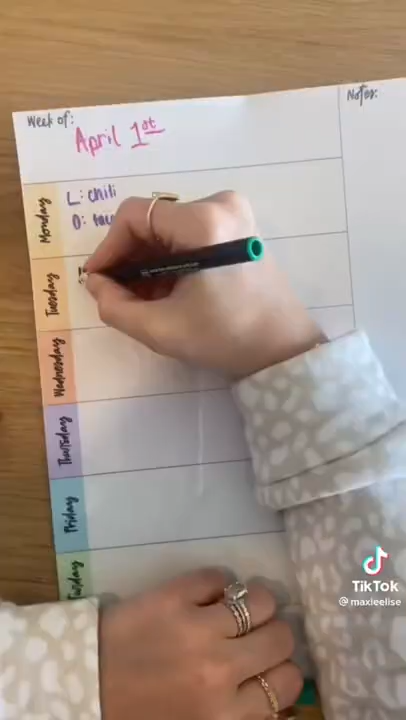 Week of:
April 1st
Notes:
Monday
L: chili
D:
Tuesday
Wednesday
Thursday
Friday
TikTok
@maxieelise